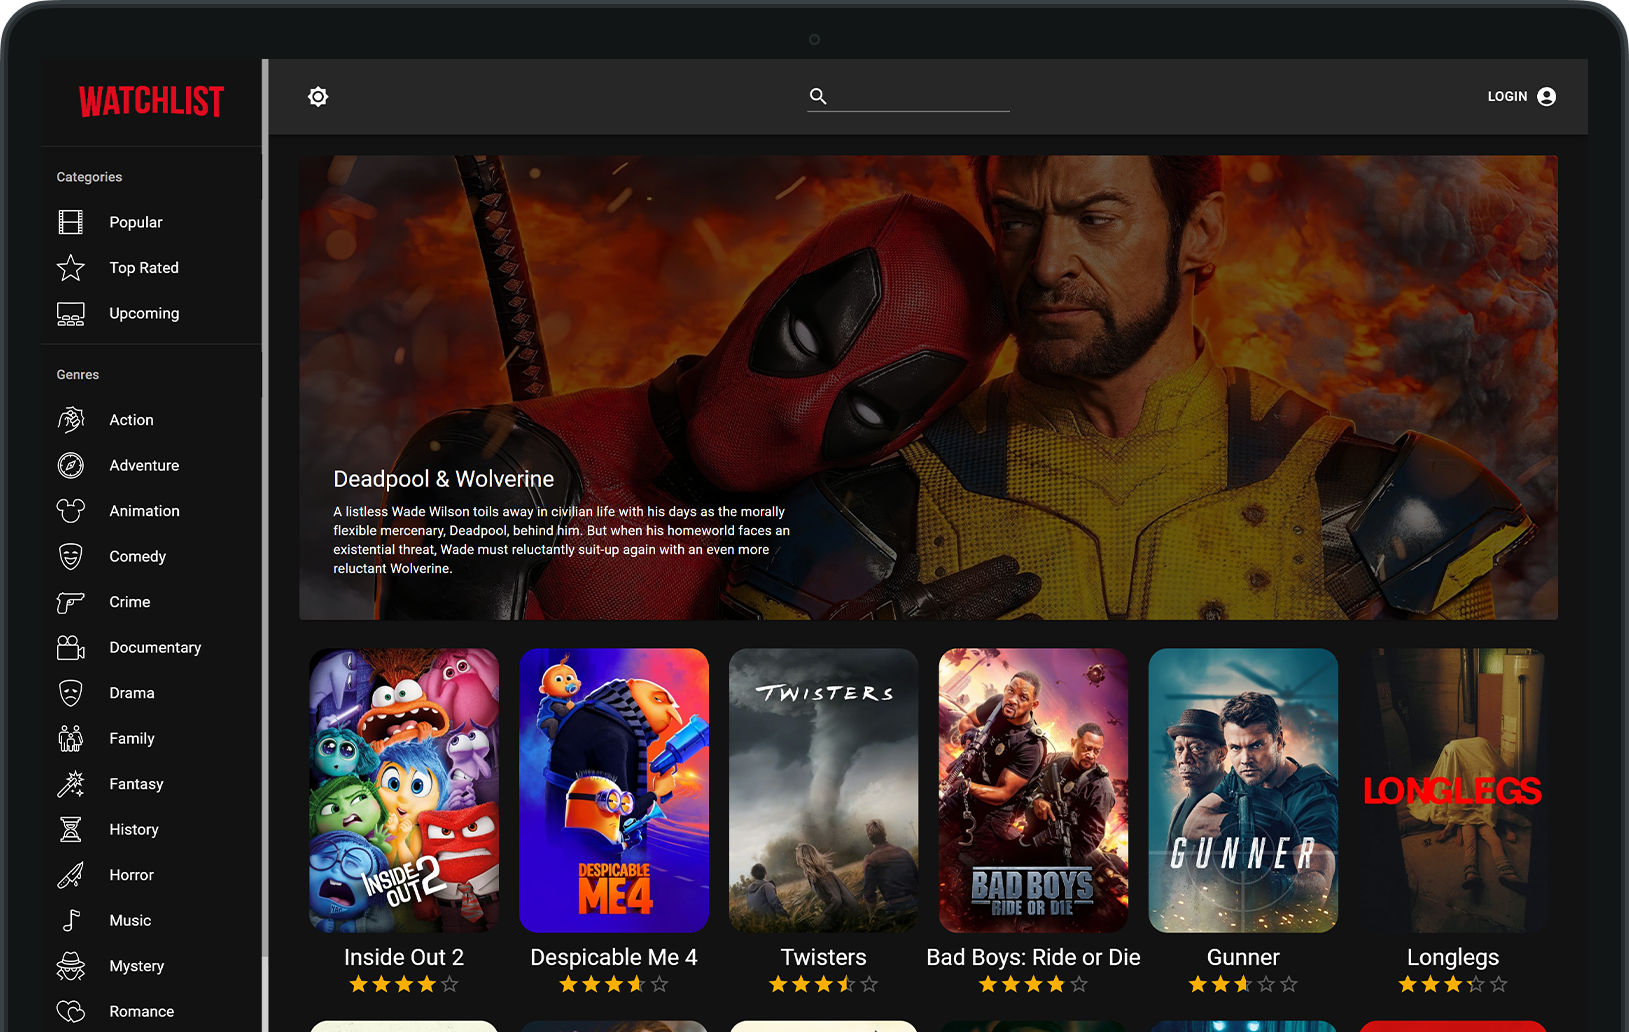 WATCHLIST
LOGIN
Categories
Popular
Top Rated
Upcoming
Genres
Action
Adventure
Animation
Comedy
Crime
Documentary
Drama
Family
Fantasy
History
Horror
Music
Mystery
Romance
Deadpool & Wolverine
A listless Wade Wilson toils away in civilian life with his days as the morally
flexible mercenary, Deadpool, behind him. But when his homeworld faces an
existential threat, Wade must reluctantly suit-up again with an even more
reluctant Wolverine.
INSIDE
OUT 2
DESPICABLE
ME4
TWISTERS
BAD BOYS
RIDE OR DIE
GUNNER
LONGLEGS
Inside Out 2
Despicable Me 4
Twisters
Bad Boys: Ride or Die
Gunner
Longlegs